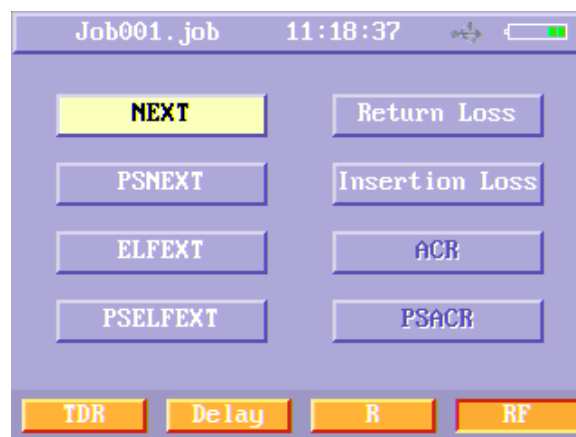 Job001.job 11:18:37
NEXT Return Loss
PSNEXT Insertion Loss
ELFEXT ACR
PSELFEXT PSACR
TDR Delay R RF